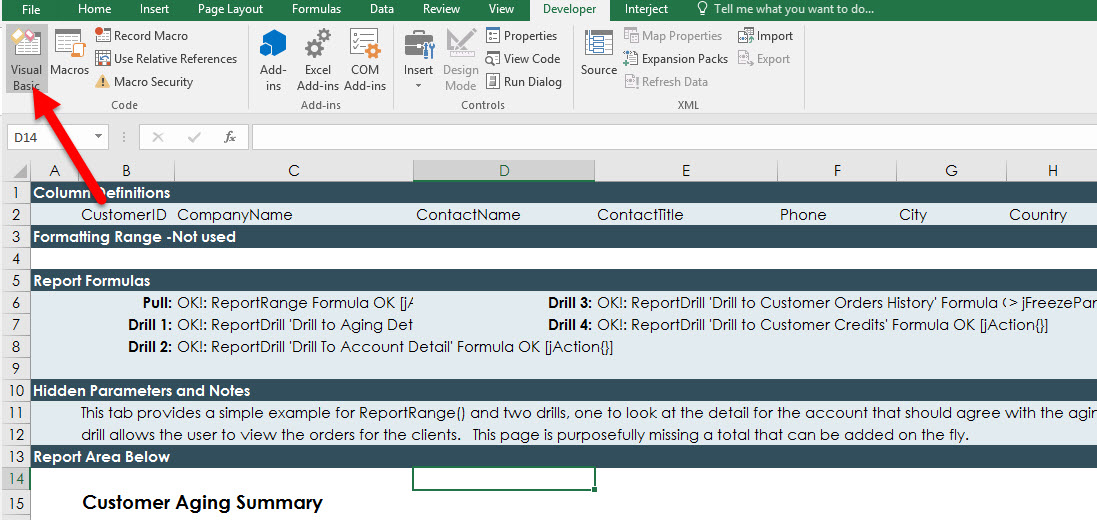 File Home Insert Page Layout Formulas Data Review View Developer Interject Tell me what you want to do...
Visual Basic
Macros
Record Macro
Use Relative References
Macro Security
Code
Add-ins
Excel Add-ins
COM Add-ins
Add-ins
Insert
Design Mode
Properties
View Code
Run Dialog
Controls
Source
Map Properties
Expansion Packs
Refresh Data
Import
Export
XML
D14 fx
A B C D E F G H
1 Column Definitions
2 CustomerID CompanyName ContactName ContactTitle Phone City Country
3 Formatting Range -Not used
4
5 Report Formulas
6 Pull: OK!: ReportRange Formula OK [jA Drill 3: OK!: ReportDrill 'Drill to Customer Orders History' Formula > jFreezePan
7 Drill 1: OK!: ReportDrill 'Drill to Aging Det Drill 4: OK!: ReportDrill 'Drill to Customer Credits' Formula OK [jAction{}]
8 Drill 2: OK!: ReportDrill 'Drill To Account Detail' Formula OK [jAction{}]
9
10 Hidden Parameters and Notes
11 This tab provides a simple example for ReportRange() and two drills, one to look at the detail for the account that should agree with the agin
12 drill allows the user to view the orders for the clients. This page is purposefully missing a total that can be added on the fly.
13 Report Area Below
14
15 Customer Aging Summary